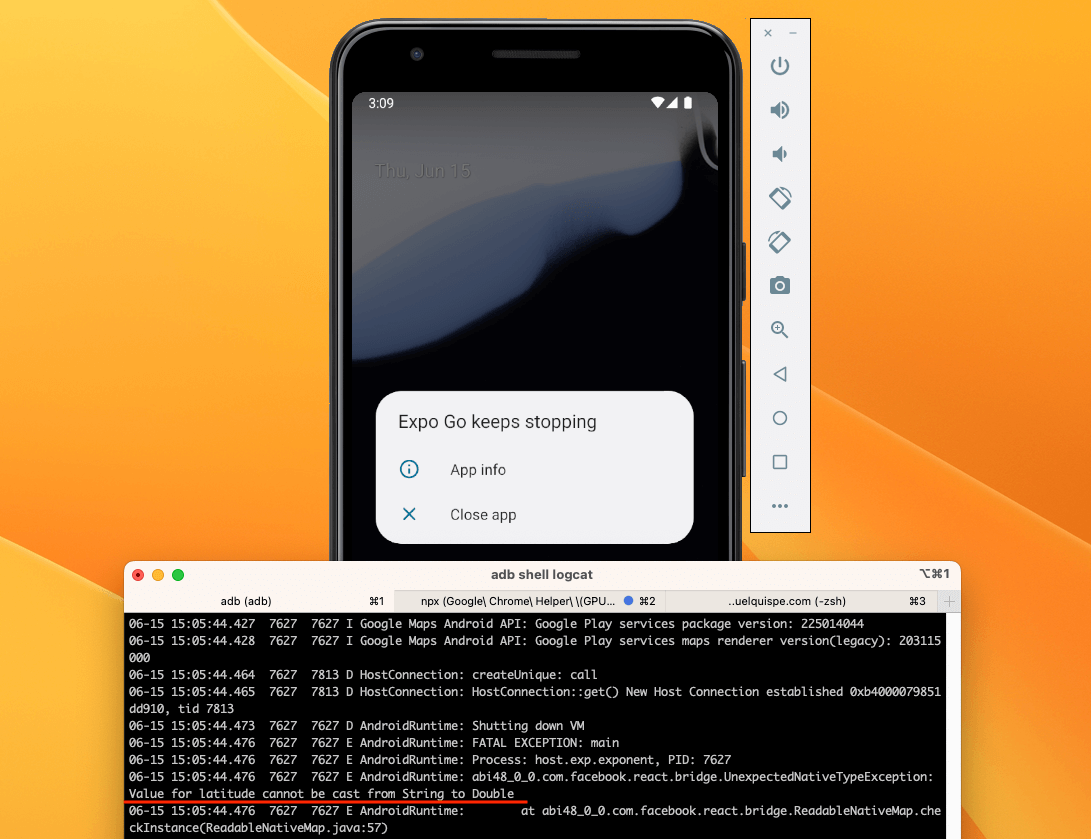 3:09
Thu, Jun 15
Expo Go keeps stopping
App info
Close app
adb shell logcat
⌥⌘1
adb (adb) ⌘1
npx (Google\ Chrome\ Helper\ \(GPU... ⌘2
..uelquispe.com (-zsh) ⌘3
06-15 15:05:44.427  7627  7627 I Google Maps Android API: Google Play services package version: 225014044
06-15 15:05:44.428  7627  7627 I Google Maps Android API: Google Play services maps renderer version(legacy): 203115
000
06-15 15:05:44.464  7627  7813 D HostConnection: createUnique: call
06-15 15:05:44.465  7627  7813 D HostConnection: HostConnection::get() New Host Connection established 0xb4000079851
dd910, tid 7813
06-15 15:05:44.473  7627  7627 D AndroidRuntime: Shutting down VM
06-15 15:05:44.476  7627  7627 E AndroidRuntime: FATAL EXCEPTION: main
06-15 15:05:44.476  7627  7627 E AndroidRuntime: Process: host.exp.exponent, PID: 7627
06-15 15:05:44.476  7627  7627 E AndroidRuntime: abi48_0_0.com.facebook.react.bridge.UnexpectedNativeTypeException:
Value for latitude cannot be cast from String to Double
06-15 15:05:44.476  7627  7627 E AndroidRuntime:        at abi48_0_0.com.facebook.react.bridge.ReadableNativeMap.che
ckInstance(ReadableNativeMap.java:57)